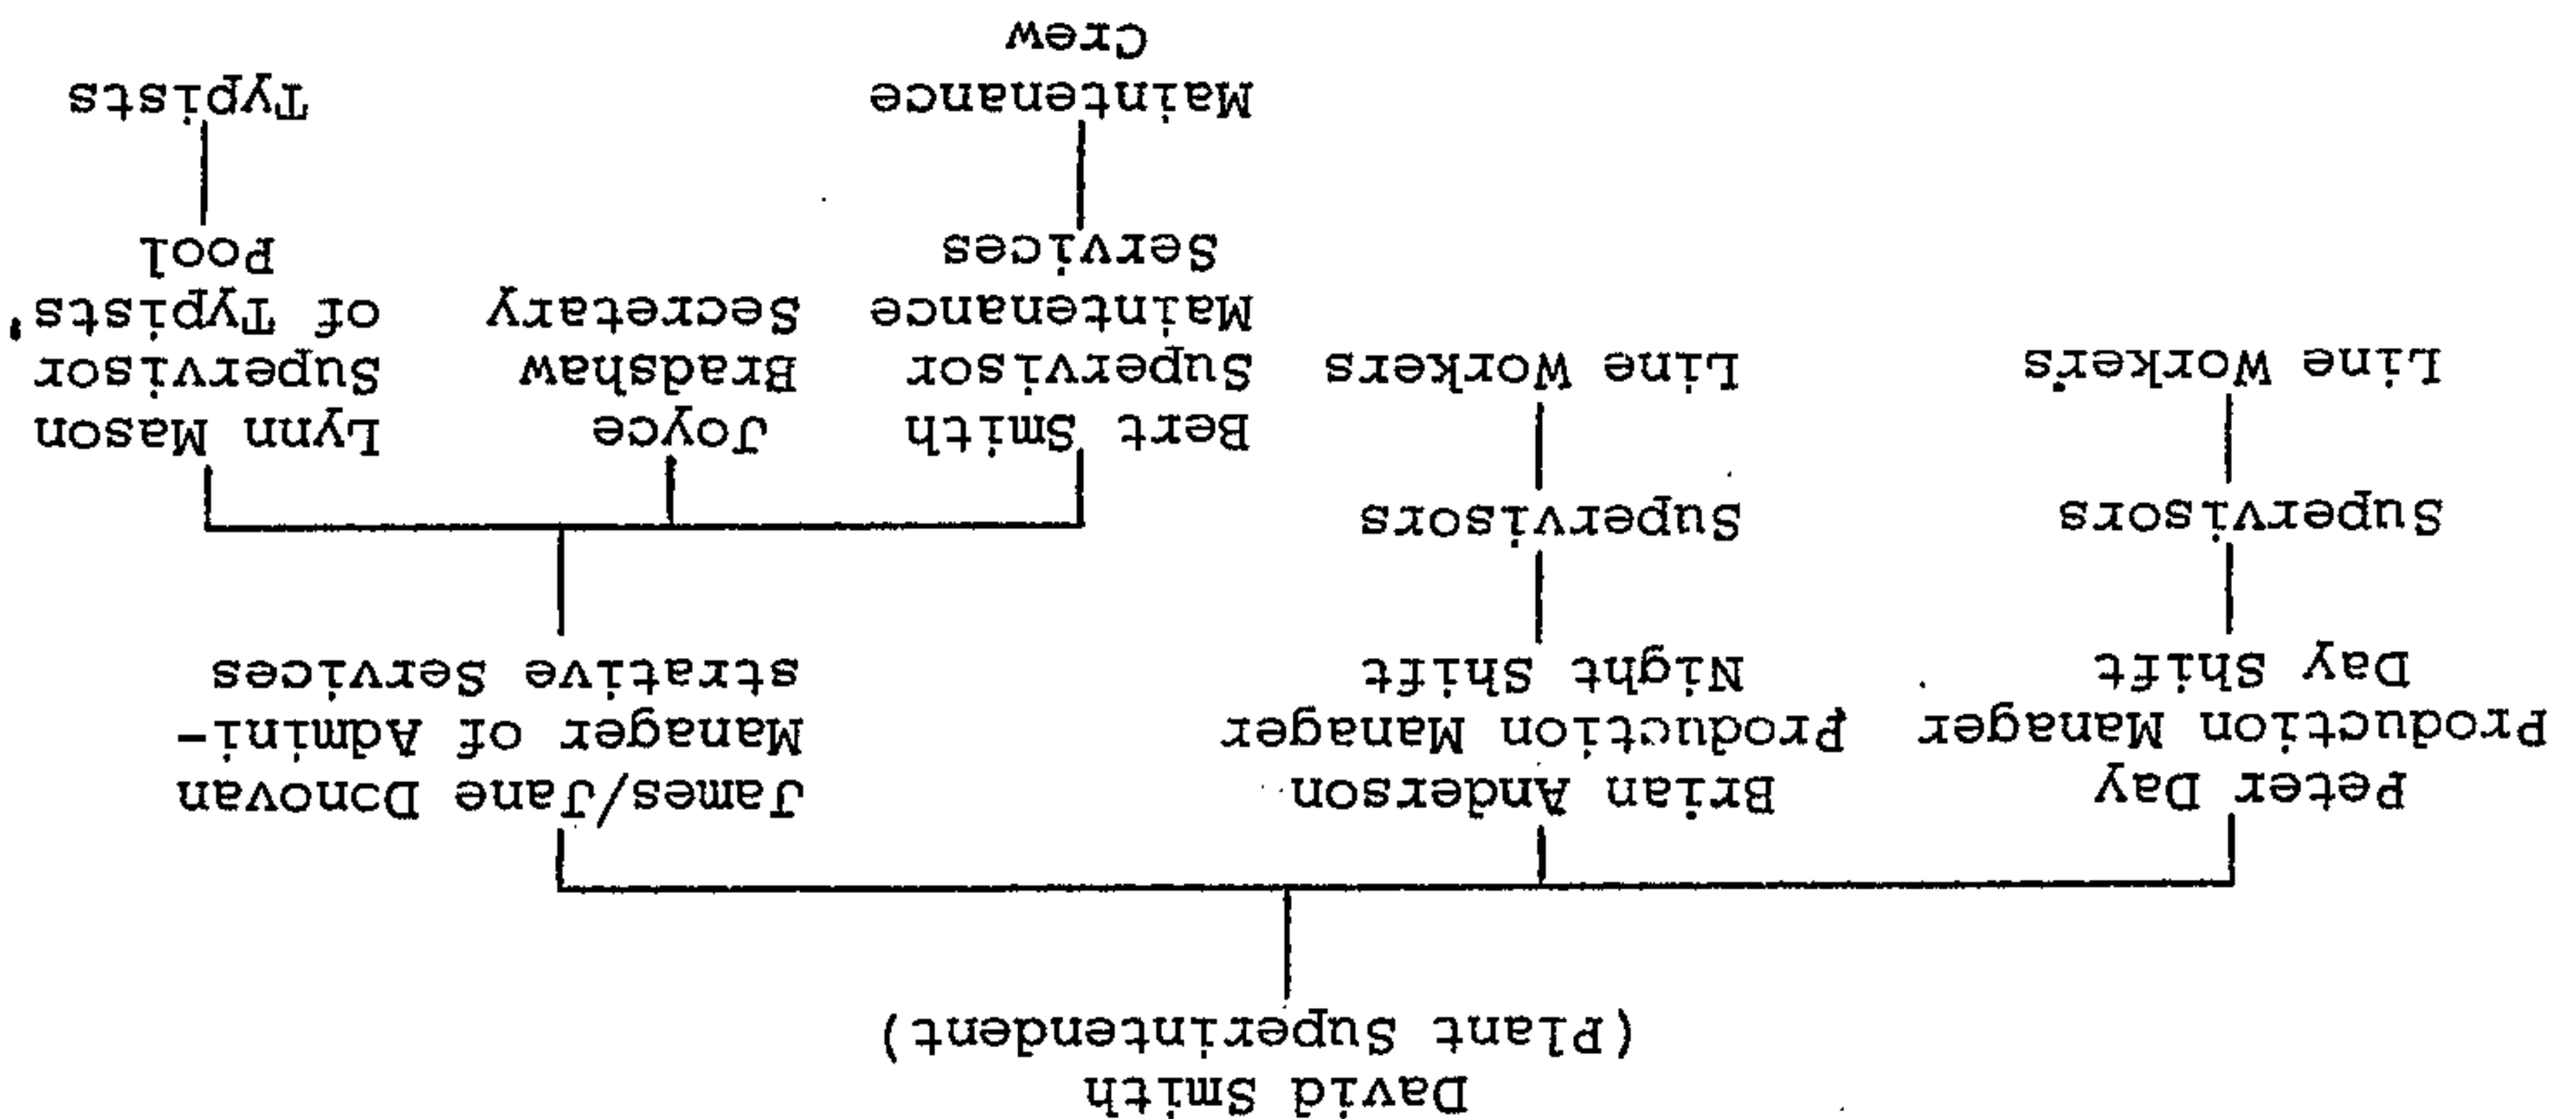 David Smith
(Plant Superintendent)
Peter Day
Production Manager
Day Shift
Brian Anderson
Production Manager
Night Shift
James/Jane Donovan
Manager of Admini-
strative Services
Supervisors
Supervisors
Line Workers
Line Workers
Bert Smith
Supervisor
Maintenance
Services
Joyce
Bradshaw
Secretary
Lynn Mason
Supervisor
of Typists'
Pool
Maintenance
Crew
Typists